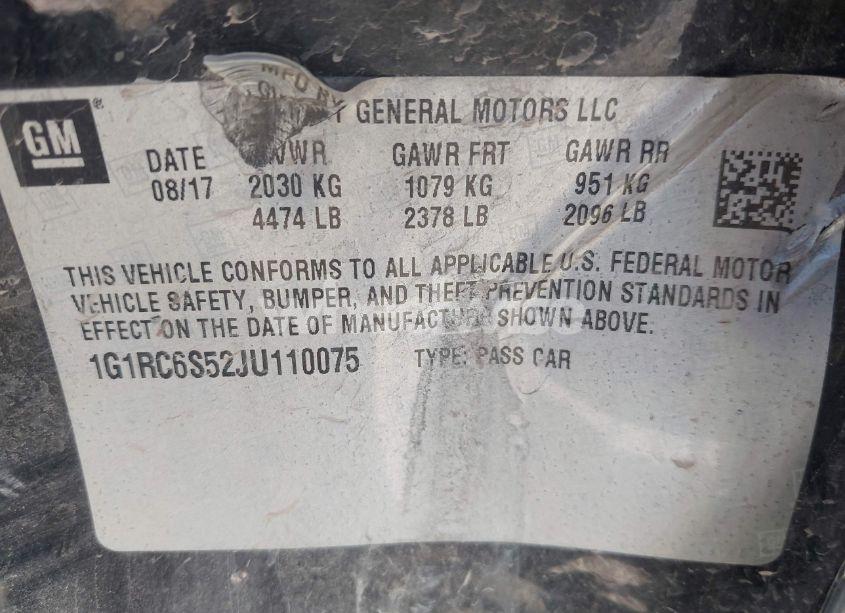 MFD BY
GENERAL MOTORS LLC
GM
DATE GVWR GAWR FRT GAWR RR
08/17 2030 KG 1079 KG 951 KG
4474 LB 2378 LB 2096 LB
THIS VEHICLE CONFORMS TO ALL APPLICABLE U.S. FEDERAL MOTOR
VEHICLE SAFETY, BUMPER, AND THEFT PREVENTION STANDARDS IN
EFFECT ON THE DATE OF MANUFACTURE SHOWN ABOVE.
1G1RC6S52JU110075 TYPE: PASS CAR